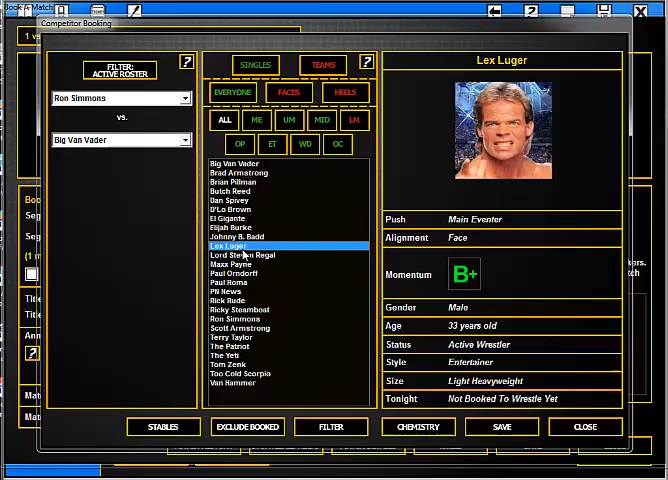 Book A Match
Competitor Booking
1 vs
FILTER:
ACTIVE ROSTER
?
Ron Simmons
vs.
Big Van Vader
SINGLES
TEAMS
?
EVERYONE
FACES
HEELS
ALL
ME
UM
MID
LM
OP
ET
WD
OC
Big Van Vader
Brad Armstrong
Brian Pillman
Butch Reed
Dan Spivey
D'Lo Brown
El Gigante
Elijah Burke
Johnny B. Badd
Lex Luger
Lord Steven Regal
Maxx Payne
Paul Orndorff
Paul Roma
PN News
Rick Rude
Ricky Steamboat
Ron Simmons
Scott Armstrong
Terry Taylor
The Patriot
The Yeti
Tom Zenk
Too Cold Scorpio
Van Hammer
Lex Luger
Push Main Eventer
Alignment Face
Momentum B+
Gender Male
Age 33 years old
Status Active Wrestler
Style Entertainer
Size Light Heavyweight
Tonight Not Booked To Wrestle Yet
STABLES
EXCLUDE BOOKED
FILTER
CHEMISTRY
SAVE
CLOSE